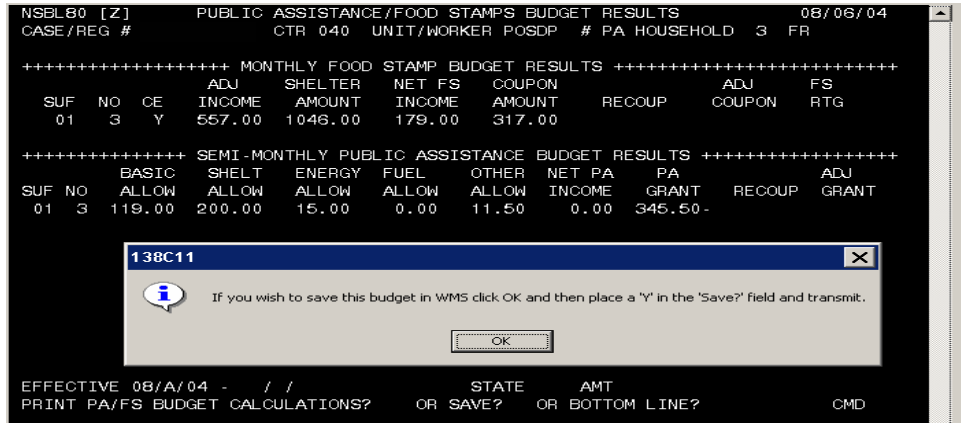 NSBL80 [Z] PUBLIC ASSISTANCE/FOOD STAMPS BUDGET RESULTS 08/06/04
CASE/REG # CTR 040 UNIT/WORKER POSDP # PA HOUSEHOLD 3 FR
+++++++++++++++++++ MONTHLY FOOD STAMP BUDGET RESULTS ++++++++++++++++++++++++++
ADJ SHELTER NET FS COUPON ADJ FS
SUF NO CE INCOME AMOUNT INCOME AMOUNT RECOUP COUPON RTG
01 3 Y 557.00 1046.00 179.00 317.00
+++++++++++++++ SEMI-MONTHLY PUBLIC ASSISTANCE BUDGET RESULTS ++++++++++++++++++
BASIC SHELT ENERGY FUEL OTHER NET PA PA ADJ
SUF NO ALLOW ALLOW ALLOW ALLOW ALLOW INCOME GRANT RECOUP GRANT
01 3 119.00 200.00 15.00 0.00 11.50 0.00 345.50-
138C11
If you wish to save this budget in WMS click OK and then place a 'Y' in the 'Save?' field and transmit.
OK
EFFECTIVE 08/A/04 - / / STATE AMT
PRINT PA/FS BUDGET CALCULATIONS? OR SAVE? OR BOTTOM LINE? CMD